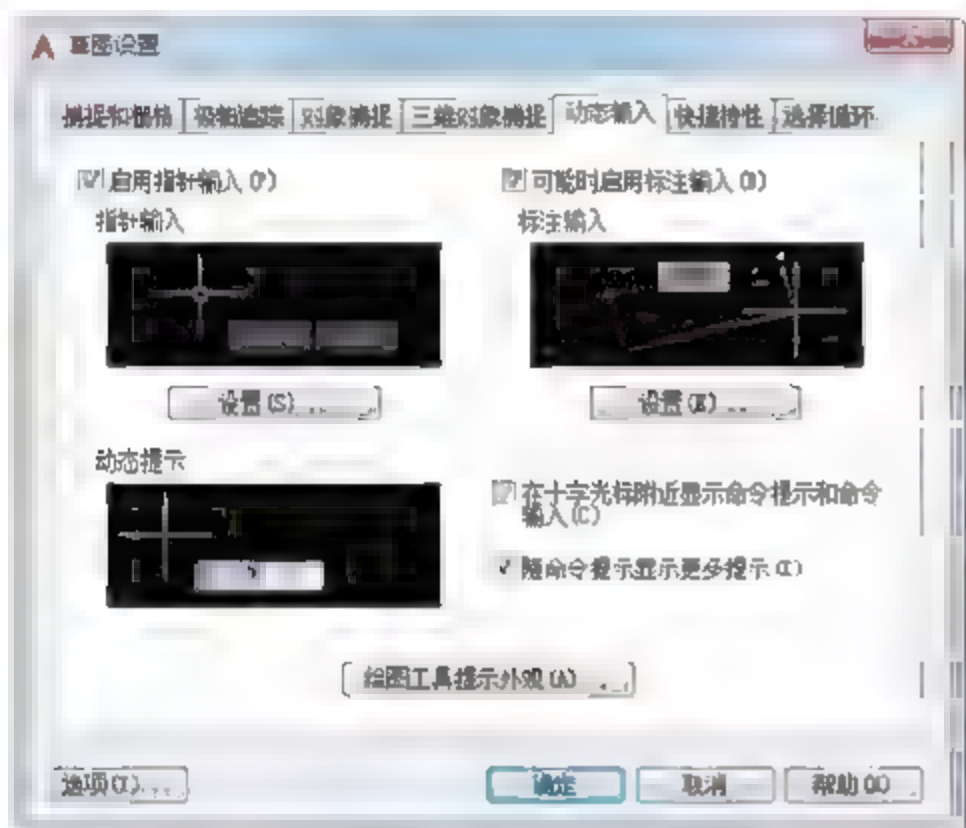 草图设置
捕捉和栅格 极轴追踪 对象捕捉 三维对象捕捉 动态输入 快捷特性 选择循环
启用指针输入(P) 可能时启用标注输入(D)
指针输入 标注输入
设置(S)... 设置(E)...
动态提示
在十字光标附近显示命令提示和命令
输入(C)
随命令提示显示更多提示(I)
绘图工具提示外观(A)...
选项(T)... 确定 取消 帮助(H)